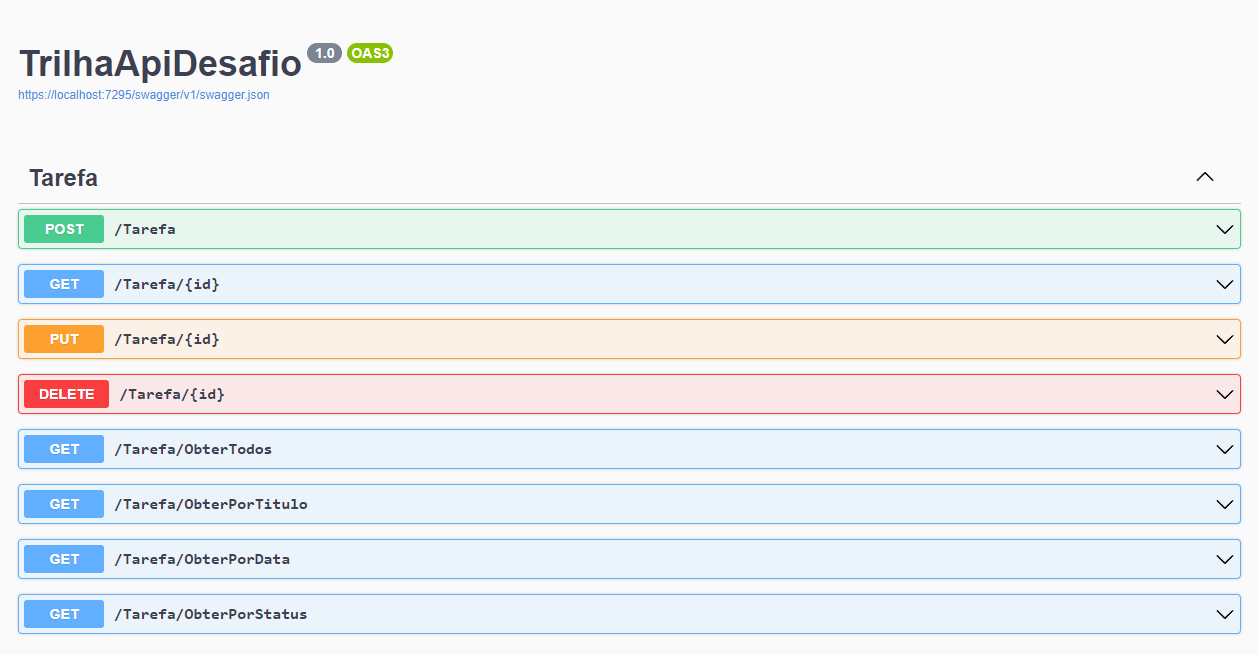 TrilhaApiDesafio 1.0 OAS3
https://localhost:7295/swagger/v1/swagger.json
Tarefa
POST /Tarefa
GET /Tarefa/{id}
PUT /Tarefa/{id}
DELETE /Tarefa/{id}
GET /Tarefa/ObterTodos
GET /Tarefa/ObterPorTitulo
GET /Tarefa/ObterPorData
GET /Tarefa/ObterPorStatus